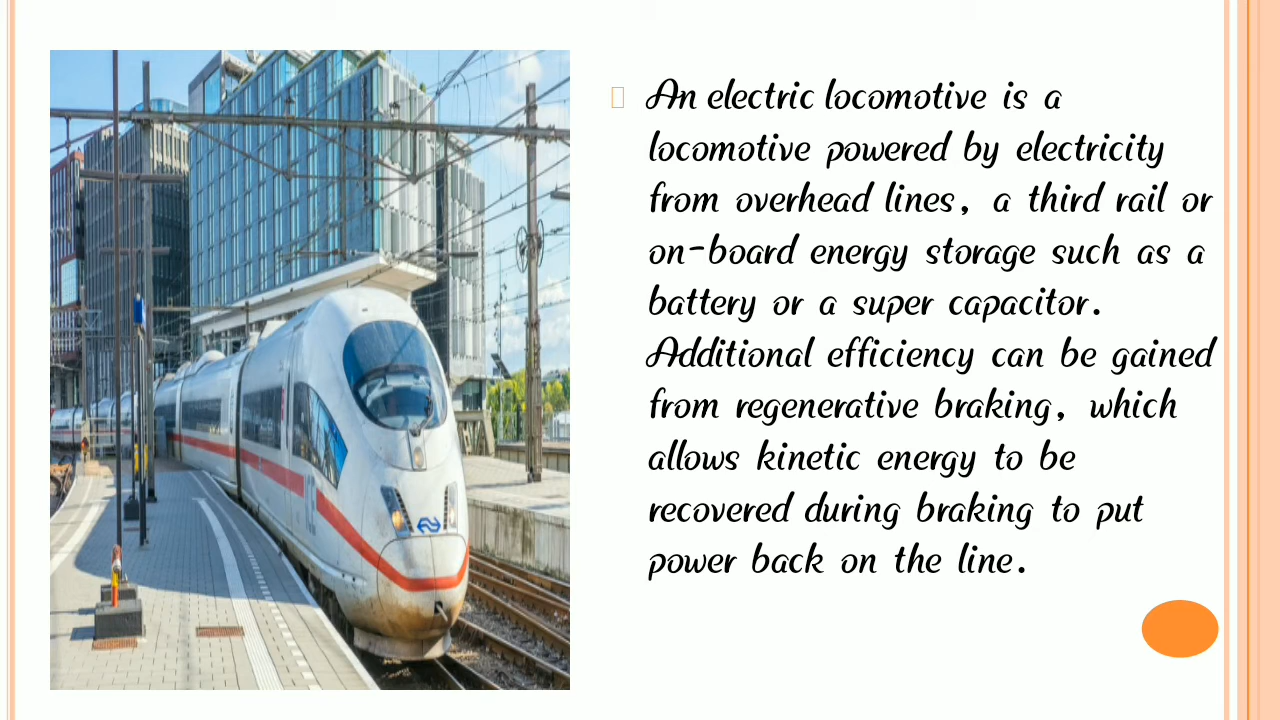 An electric locomotive is a
locomotive powered by electricity
from overhead lines, a third rail or
on-board energy storage such as a
battery or a super capacitor.
Additional efficiency can be gained
from regenerative braking, which
allows kinetic energy to be
recovered during braking to put
power back on the line.